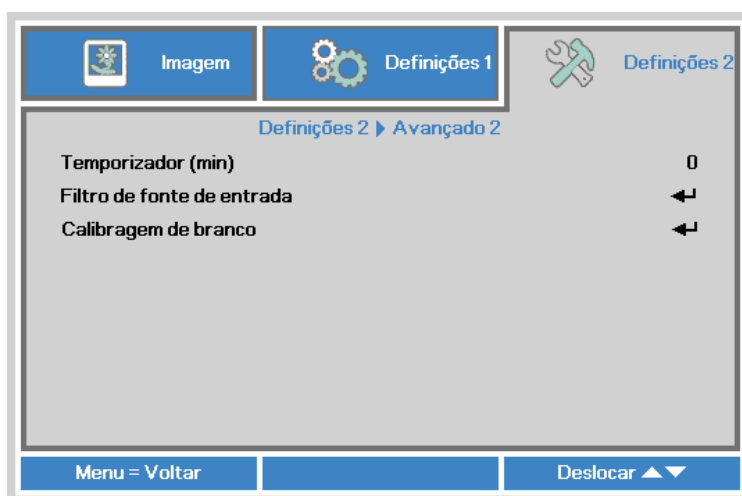 Imagem
Definições 1
Definições 2
Definições 2 ▶ Avançado 2
Temporizador (min) 0
Filtro de fonte de entrada
Calibragem de branco
Menu = Voltar
Deslocar ▲▼